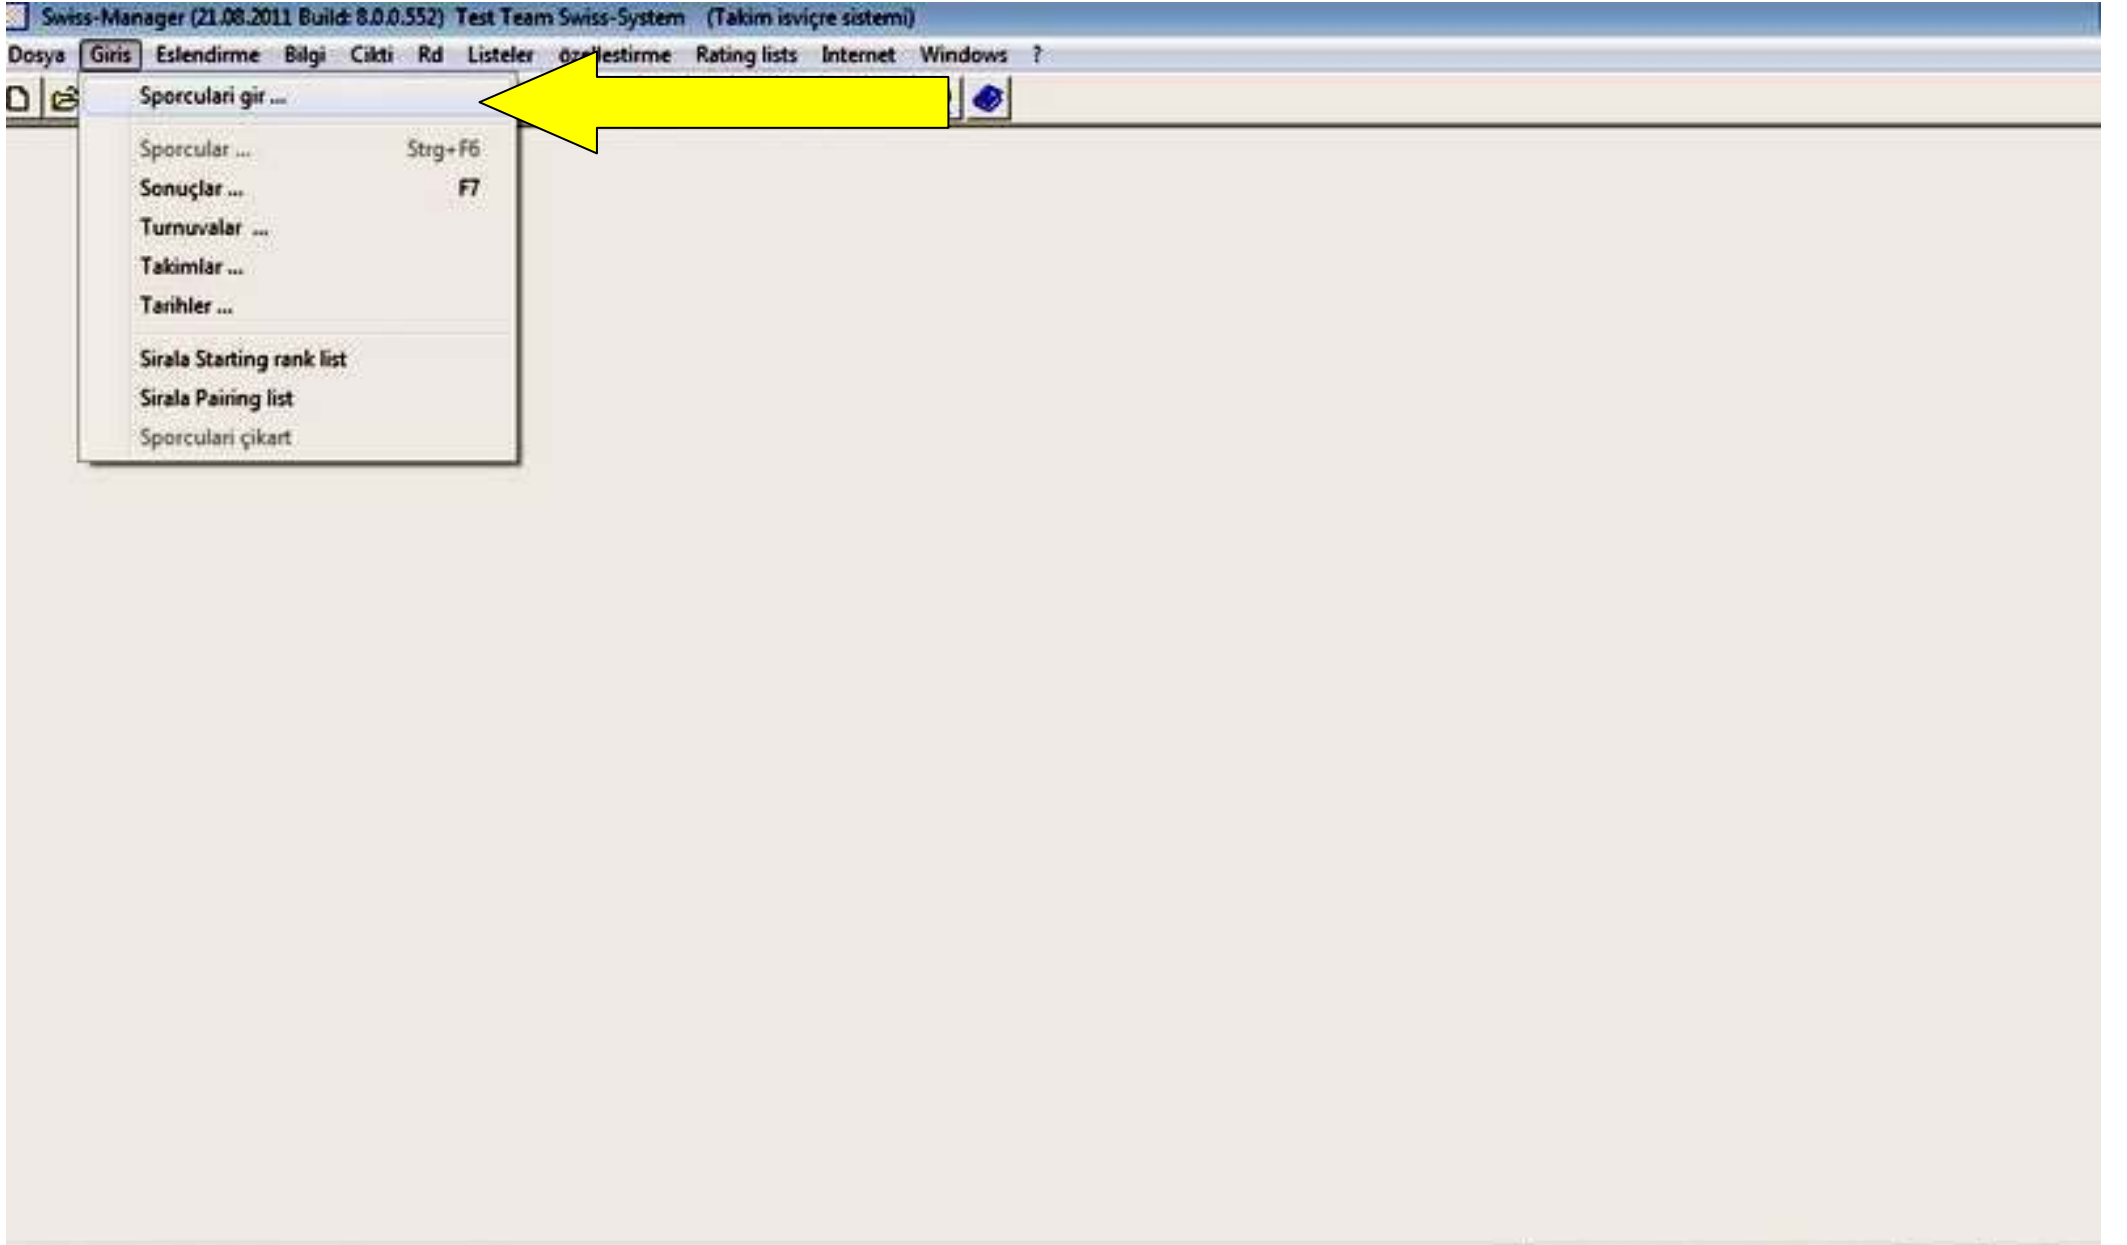 Swiss-Manager (21.08.2011 Build: 8.0.0.552) Test Team Swiss-System (Takim isviçre sistemi)
Dosya Giris Eslendirme Bilgi Cikti Rd Listeler özellestirme Rating lists Internet Windows ?
Sporculari gir ...
Sporcular ... Strg+F6
Sonuçlar ... F7
Turnuvalar ...
Takimlar ...
Tarihler ...
Sirala Starting rank list
Sirala Pairing list
Sporculari çikart